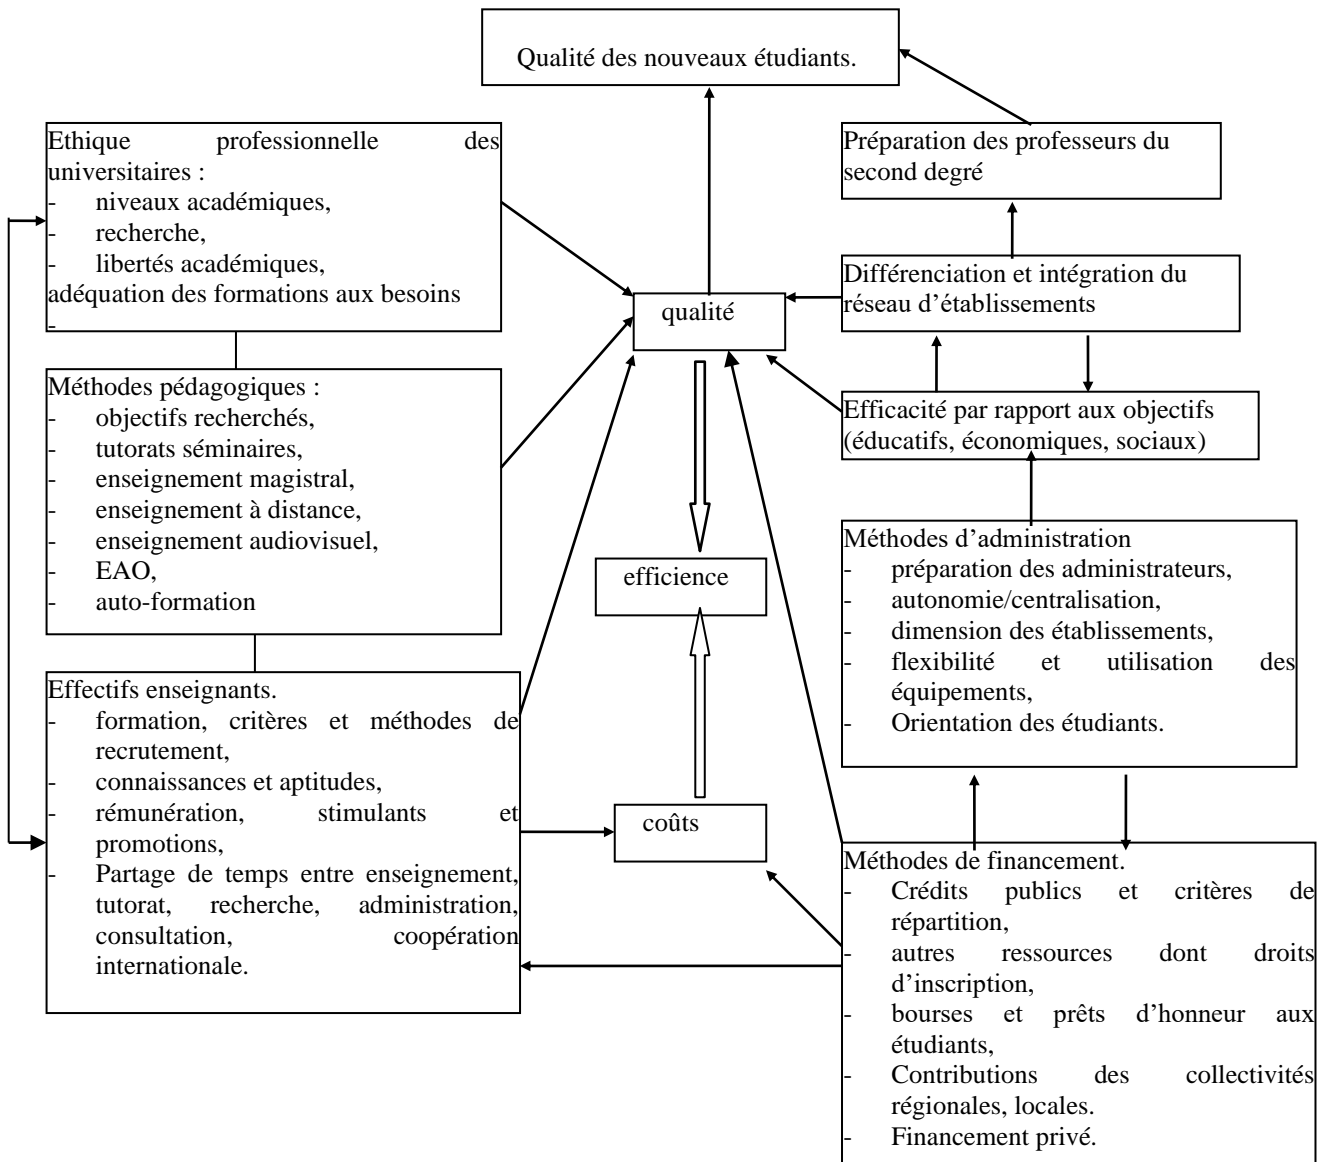 Qualité des nouveaux étudiants.
Ethique professionnelle des
universitaires :
- niveaux académiques,
- recherche,
- libertés académiques,
adéquation des formations aux besoins
-
Préparation des professeurs du
second degré
Différenciation et intégration du
réseau d’établissements
qualité
Méthodes pédagogiques :
- objectifs recherchés,
- tutorats séminaires,
- enseignement magistral,
- enseignement à distance,
- enseignement audiovisuel,
- EAO,
- auto-formation
Efficacité par rapport aux objectifs
(éducatifs, économiques, sociaux)
efficience
Méthodes d’administration
- préparation des administrateurs,
- autonomie/centralisation,
- dimension des établissements,
- flexibilité et utilisation des
équipements,
- Orientation des étudiants.
Effectifs enseignants.
- formation, critères et méthodes de
recrutement,
- connaissances et aptitudes,
- rémunération, stimulants et
promotions,
- Partage de temps entre enseignement,
tutorat, recherche, administration,
consultation, coopération
internationale.
coûts
Méthodes de financement.
- Crédits publics et critères de
répartition,
- autres ressources dont droits
d’inscription,
- bourses et prêts d’honneur aux
étudiants,
- Contributions des collectivités
régionales, locales.
- Financement privé.